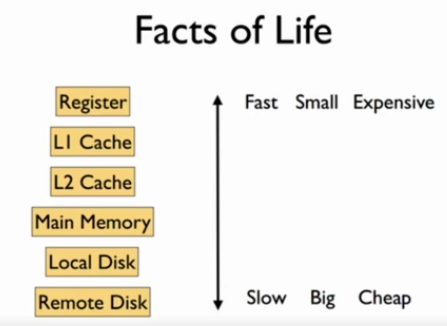 Facts of Life
Register
Fast Small Expensive
L1 Cache
L2 Cache
Main Memory
Local Disk
Remote Disk
Slow Big Cheap